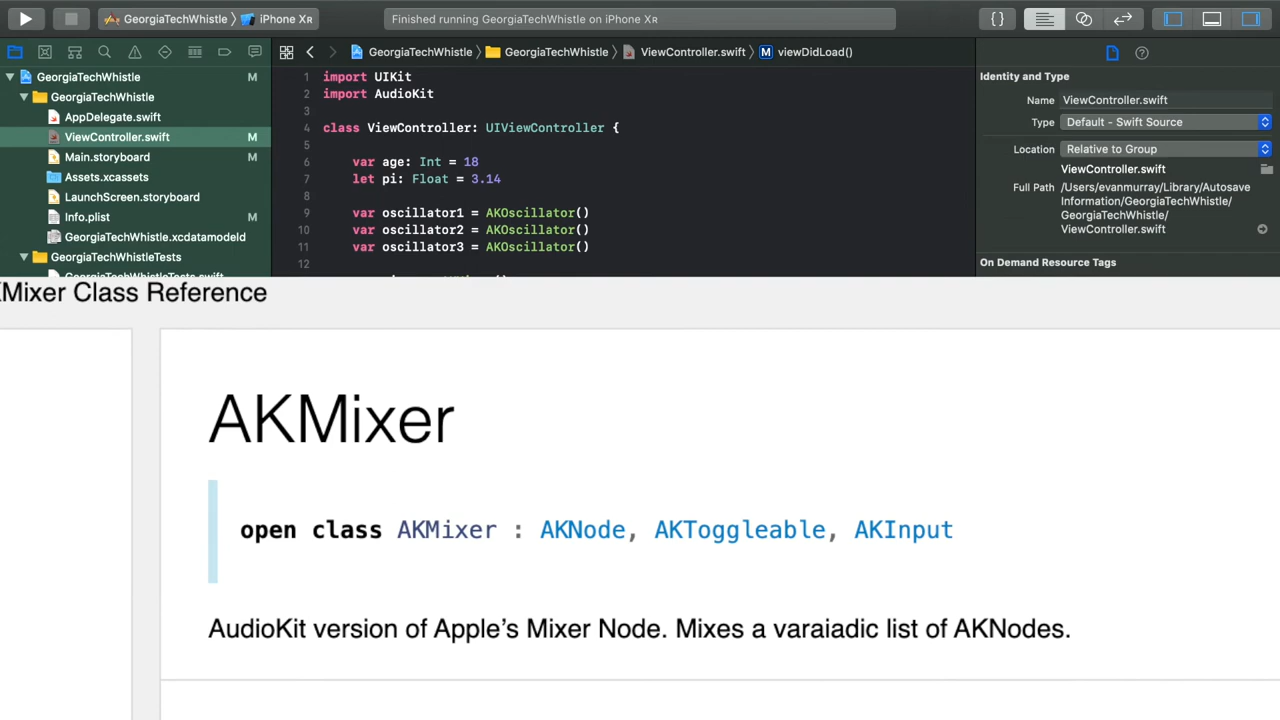 GeorgiaTechWhistle 〉 iPhone Xʀ
Finished running GeorgiaTechWhistle on iPhone Xʀ
GeorgiaTechWhistle 〉 GeorgiaTechWhistle 〉 ViewController.swift 〉 M viewDidLoad()
GeorgiaTechWhistle M
GeorgiaTechWhistle
AppDelegate.swift
ViewController.swift M
Main.storyboard M
Assets.xcassets
LaunchScreen.storyboard
Info.plist M
GeorgiaTechWhistle.xcdatamodeld
GeorgiaTechWhistleTests
GeorgiaTechWhistleTests.swift
1 import UIKit
2 import AudioKit
3
4 class ViewController: UIViewController {
5
6 var age: Int = 18
7 let pi: Float = 3.14
8
9 var oscillator1 = AKOscillator()
10 var oscillator2 = AKOscillator()
11 var oscillator3 = AKOscillator()
12
Identity and Type
Name ViewController.swift
Type Default - Swift Source
Location Relative to Group
ViewController.swift
Full Path /Users/evanmurray/Library/Autosave
Information/GeorgiaTechWhistle/
GeorgiaTechWhistle/
ViewController.swift
On Demand Resource Tags
Mixer Class Reference
AKMixer
open class AKMixer : AKNode, AKToggleable, AKInput
AudioKit version of Apple’s Mixer Node. Mixes a varaiadic list of AKNodes.